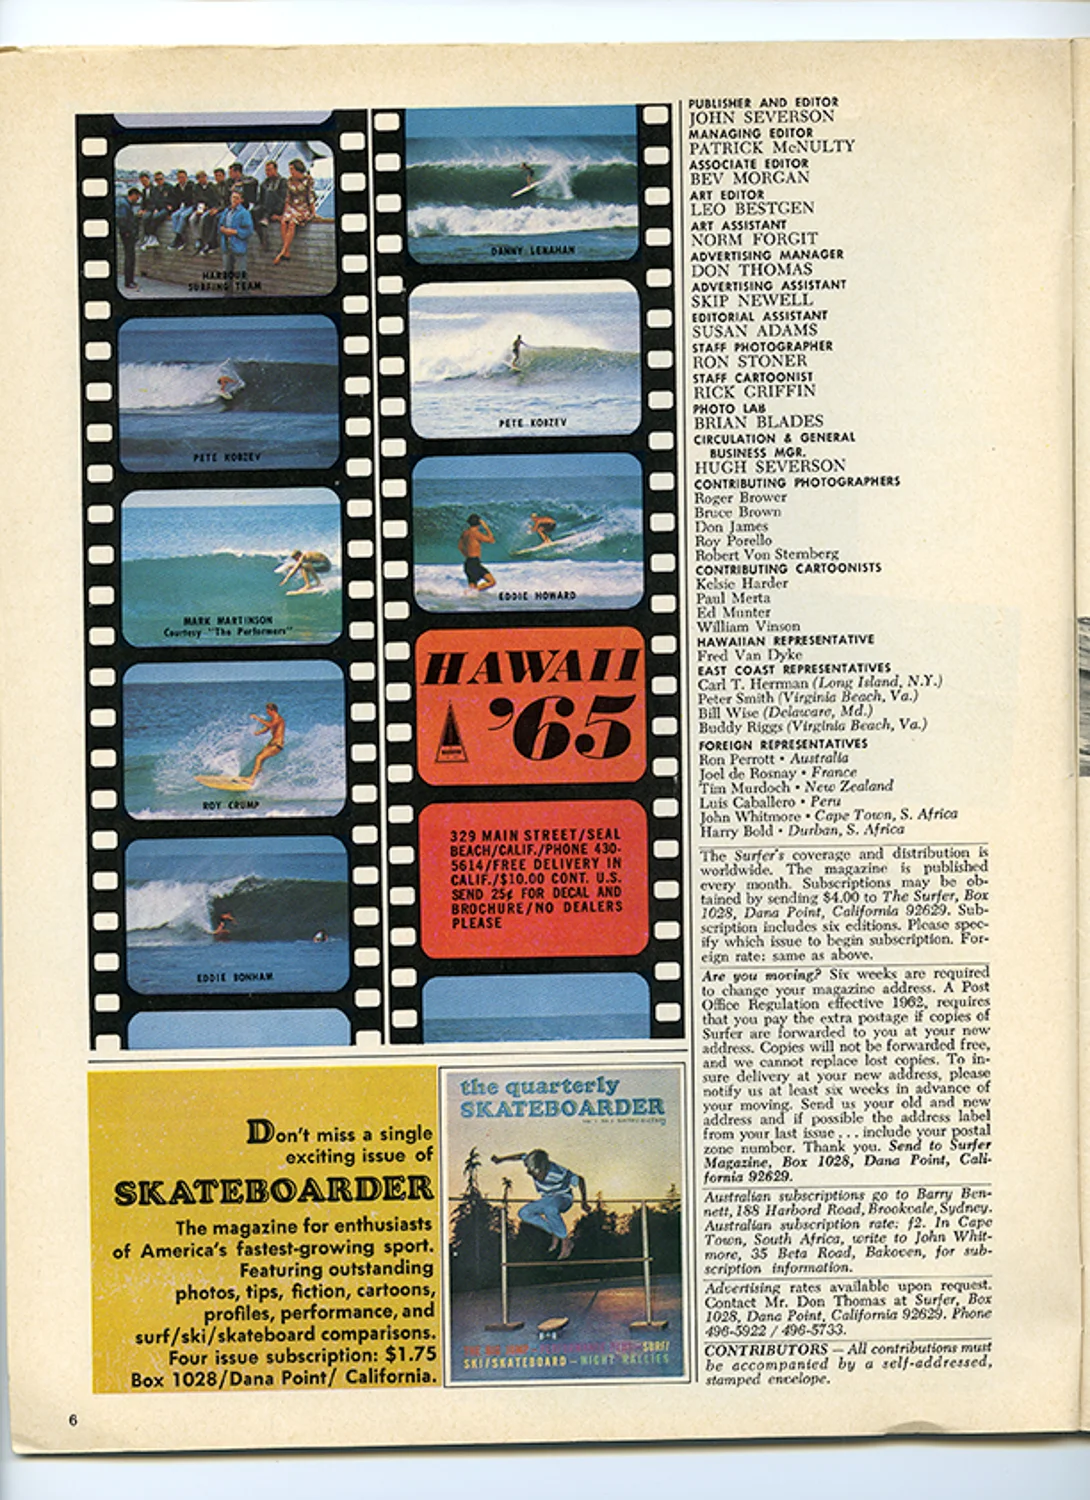 HARBOUR
SURFING TEAM
PETE KOBZEV
MARK MARTINSON
Courtesy "The Performers"
ROY CRUMP
EDDIE BONHAM
DANNY LENAHAN
PETE KOBZEV
EDDIE HOWARD
HAWAII
'65
329 MAIN STREET/SEAL
BEACH/CALIF./PHONE 430-
5614/FREE DELIVERY IN
CALIF./$10.00 CONT. U.S.
SEND 25¢ FOR DECAL AND
BROCHURE/NO DEALERS
PLEASE
Don't miss a single
exciting issue of
SKATEBOARDER
The magazine for enthusiasts
of America's fastest-growing sport.
Featuring outstanding
photos, tips, fiction, cartoons,
profiles, performance, and
surf/ski/skateboard comparisons.
Four issue subscription: $1.75
Box 1028/Dana Point/ California.
the quarterly
SKATEBOARDER
SURF/
SKI/SKATEBOARD—NIGHT RALLIES
PUBLISHER AND EDITOR
JOHN SEVERSON
MANAGING EDITOR
PATRICK McNULTY
ASSOCIATE EDITOR
BEV MORGAN
ART EDITOR
LEO BESTGEN
ART ASSISTANT
NORM FORGIT
ADVERTISING MANAGER
DON THOMAS
ADVERTISING ASSISTANT
SKIP NEWELL
EDITORIAL ASSISTANT
SUSAN ADAMS
STAFF PHOTOGRAPHER
RON STONER
STAFF CARTOONIST
RICK GRIFFIN
PHOTO LAB
BRIAN BLADES
CIRCULATION & GENERAL
BUSINESS MGR.
HUGH SEVERSON
CONTRIBUTING PHOTOGRAPHERS
Roger Brower
Bruce Brown
Don James
Roy Porello
Robert Von Sternberg
CONTRIBUTING CARTOONISTS
Kelsie Harder
Paul Merta
Ed Munter
William Vinson
HAWAIIAN REPRESENTATIVE
Fred Van Dyke
EAST COAST REPRESENTATIVES
Carl T. Herrman (Long Island, N.Y.)
Peter Smith (Virginia Beach, Va.)
Bill Wise (Delaware, Md.)
Buddy Riggs (Virginia Beach, Va.)
FOREIGN REPRESENTATIVES
Ron Perrott • Australia
Joel de Rosnay • France
Tim Murdoch • New Zealand
Luis Caballero • Peru
John Whitmore • Cape Town, S. Africa
Harry Bold • Durban, S. Africa
The Surfer's coverage and distribution is
worldwide. The magazine is published
every month. Subscriptions may be ob-
tained by sending $4.00 to The Surfer, Box
1028, Dana Point, California 92629. Sub-
scription includes six editions. Please spec-
ify which issue to begin subscription. For-
eign rate: same as above.
Are you moving? Six weeks are required
to change your magazine address. A Post
Office Regulation effective 1962, requires
that you pay the extra postage if copies of
Surfer are forwarded to you at your new
address. Copies will not be forwarded free,
and we cannot replace lost copies. To in-
sure delivery at your new address, please
notify us at least six weeks in advance of
your moving. Send us your old and new
address and if possible the address label
from your last issue . . . include your postal
zone number. Thank you. Send to Surfer
Magazine, Box 1028, Dana Point, Cali-
fornia 92629.
Australian subscriptions go to Barry Ben-
nett, 188 Harbord Road, Brookvale, Sydney.
Australian subscription rate: £2. In Cape
Town, South Africa, write to John Whit-
more, 35 Beta Road, Bakoven, for sub-
scription information.
Advertising rates available upon request.
Contact Mr. Don Thomas at Surfer, Box
1028, Dana Point, California 92629. Phone
496-5922 / 496-5733.
CONTRIBUTORS — All contributions must
be accompanied by a self-addressed,
stamped envelope.
6